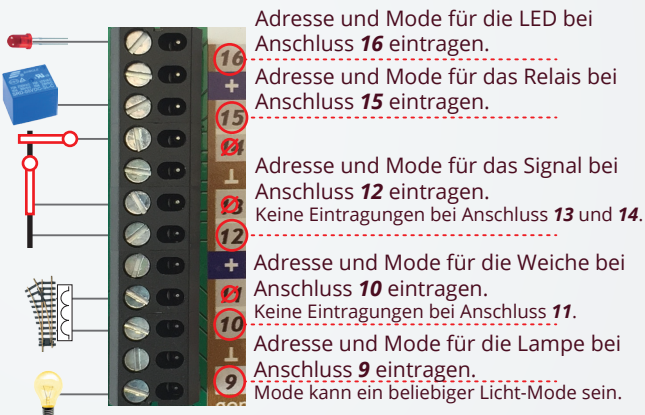 Adresse und Mode für die LED bei
Anschluss 16 eintragen.
16
+
Adresse und Mode für das Relais bei
Anschluss 15 eintragen.
15
14
⊥
Adresse und Mode für das Signal bei
Anschluss 12 eintragen.
Keine Eintragungen bei Anschluss 13 und 14.
13
12
+
Adresse und Mode für die Weiche bei
Anschluss 10 eintragen.
Keine Eintragungen bei Anschluss 11.
11
10
⊥
Adresse und Mode für die Lampe bei
Anschluss 9 eintragen.
Mode kann ein beliebiger Licht-Mode sein.
9